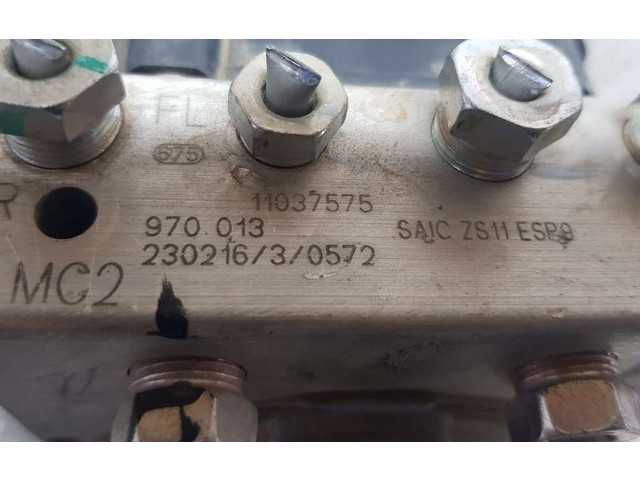 FL
675
R
11037575
970.013
SAIC ZS11 ESP9
230216/3/0572
MC2